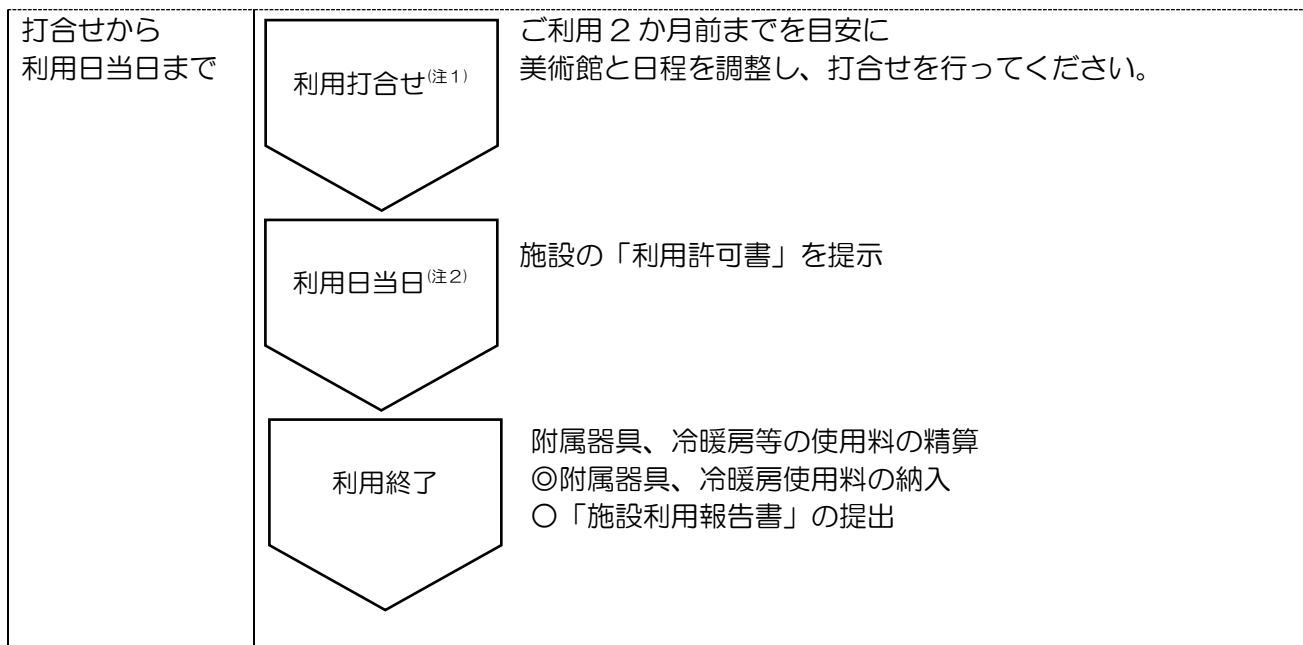 打合せから
利用日当日まで
利用打合せ(注1)
ご利用2か月前までを目安に
美術館と日程を調整し、打合せを行ってください。
利用日当日(注2)
施設の「利用許可書」を提示
利用終了
附属器具、冷暖房等の使用料の精算
◎附属器具、冷暖房使用料の納入
〇「施設利用報告書」の提出